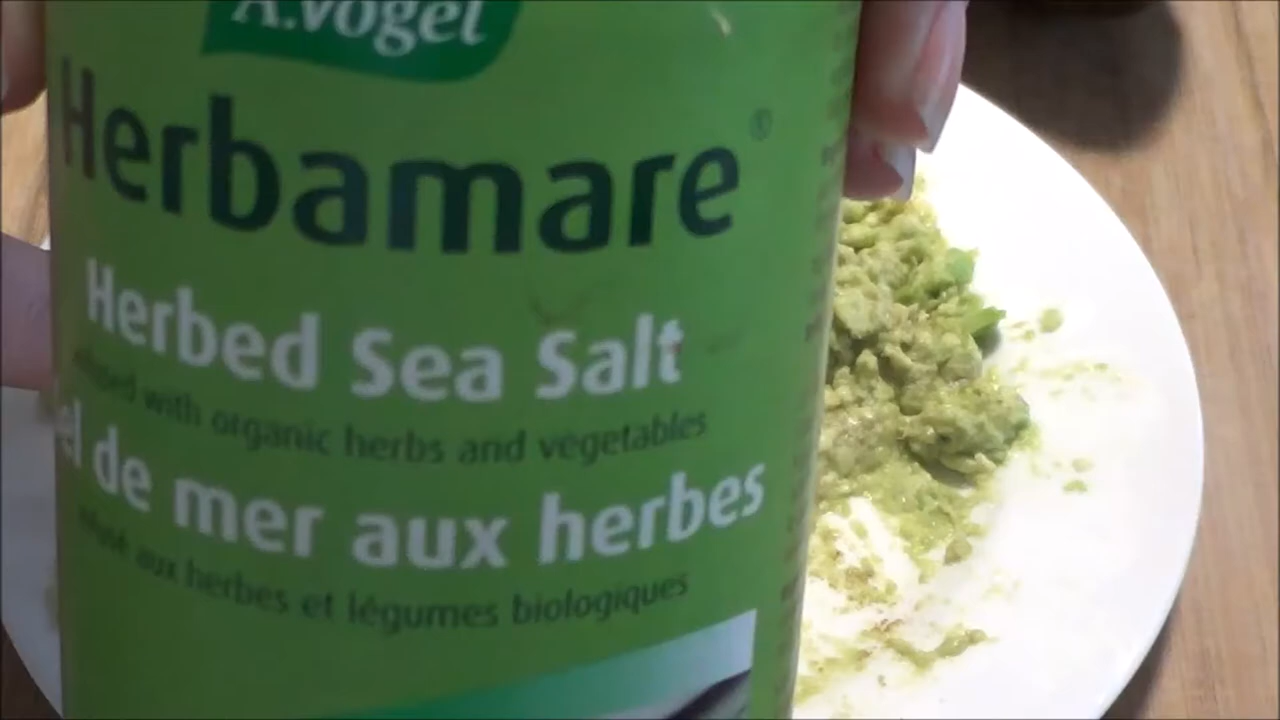 A.Vogel
Herbamare®
Herbed Sea Salt
with organic herbs and vegetables
de mer aux herbes
aux herbes et légumes biologiques